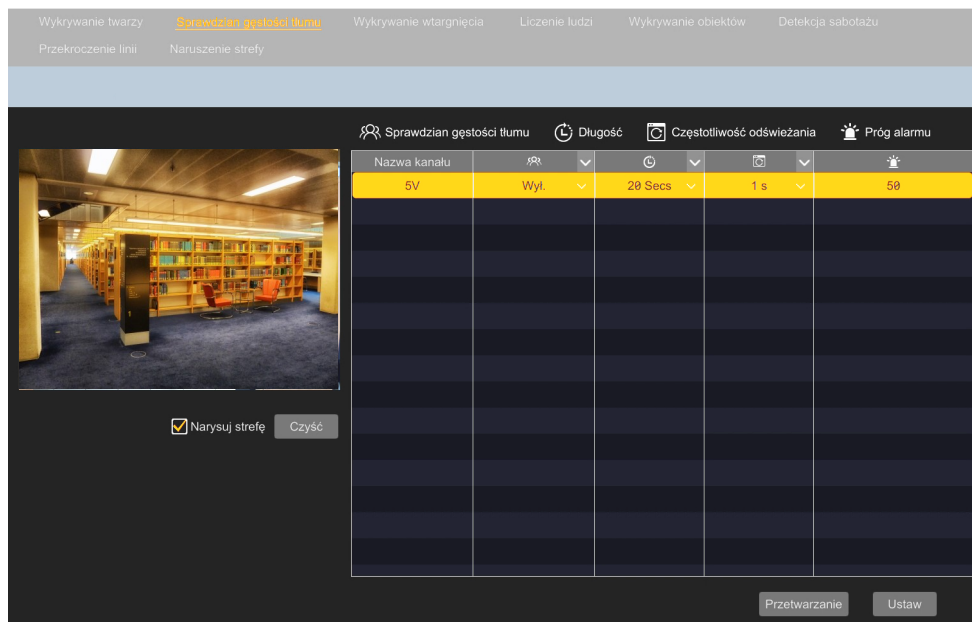 Wykrywanie twarzy Sprawdzian gęstości tłumu Wykrywanie wtargnięcia Liczenie ludzi Wykrywanie obiektów Detekcja sabotażu
Przekroczenie linii Naruszenie strefy
Sprawdzian gęstości tłumu Długość Częstotliwość odświeżania Próg alarmu
Nazwa kanału
5V Wył. 20 Secs 1 s 50
1
Narysuj strefę Czyść
Przetwarzanie Ustaw